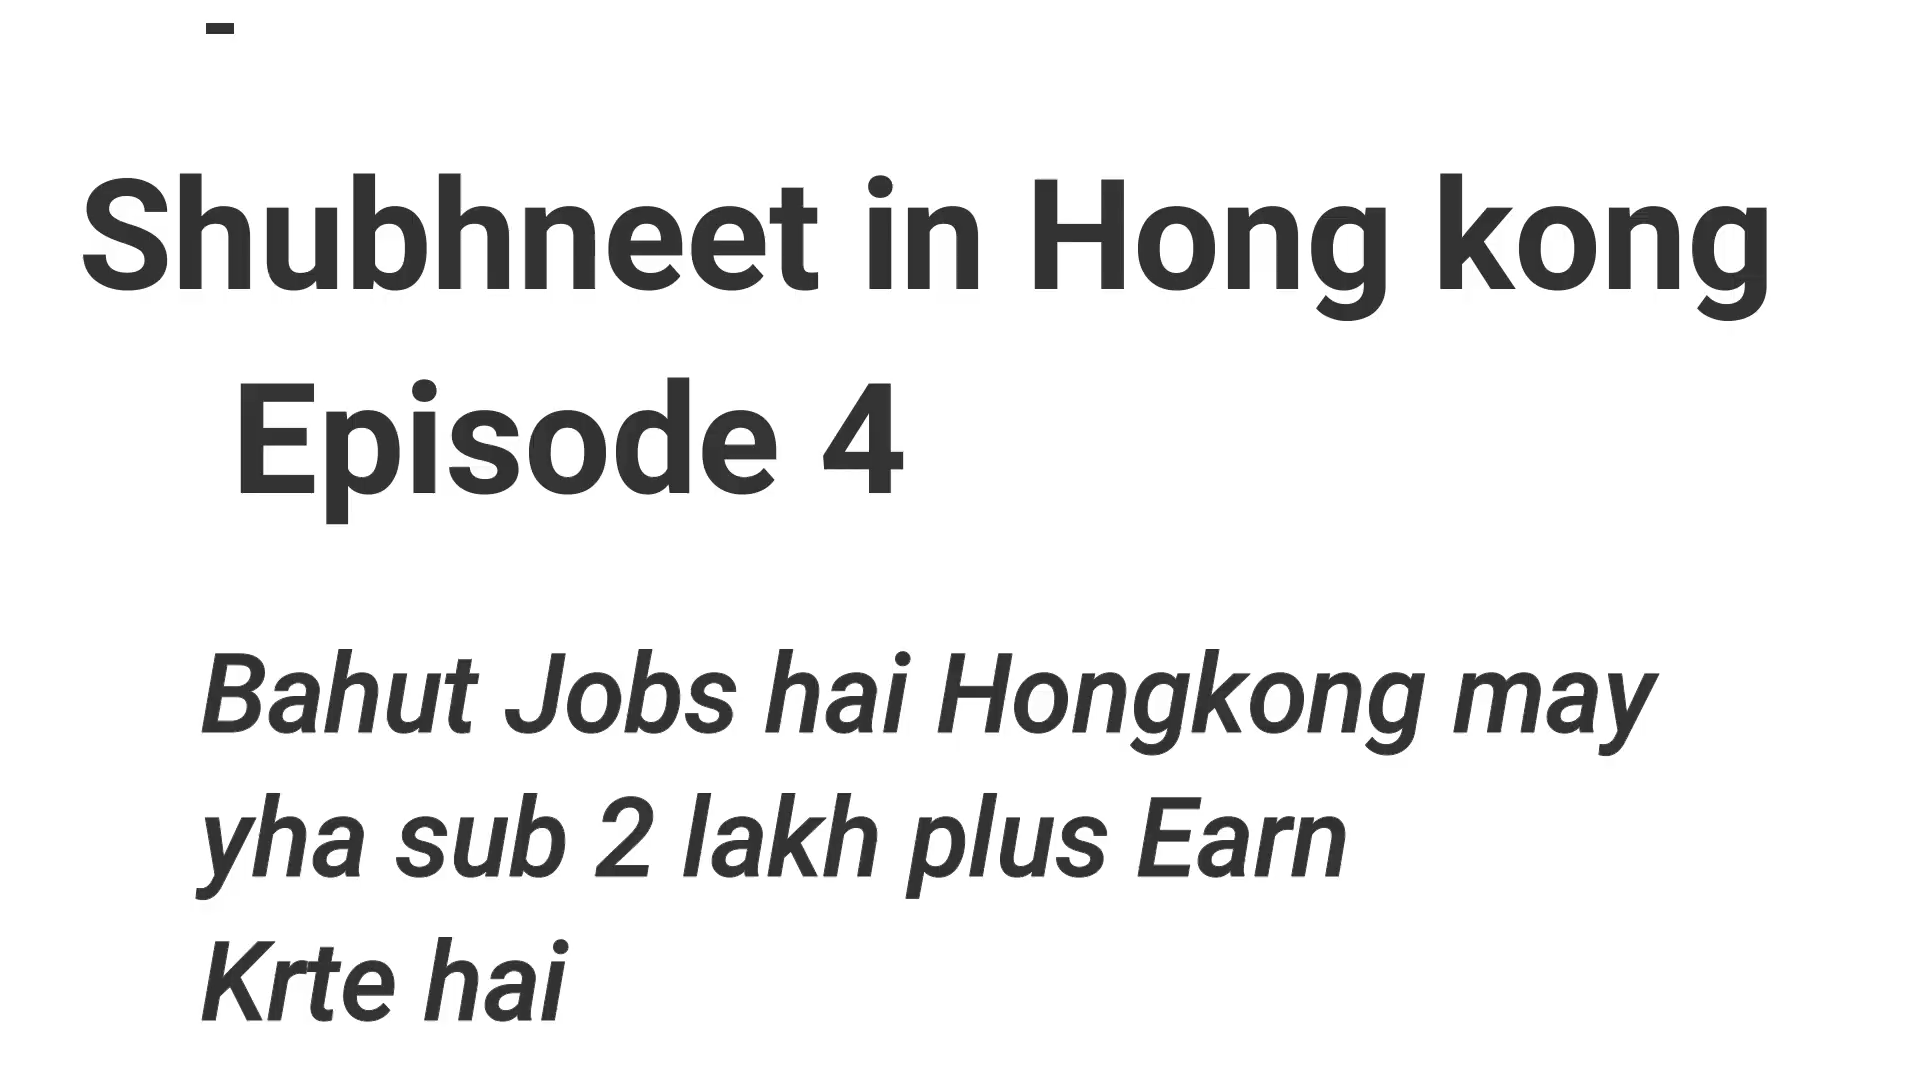 -
Shubhneet in Hong kong
Episode 4
Bahut Jobs hai Hongkong may
yha sub 2 lakh plus Earn
Krte hai